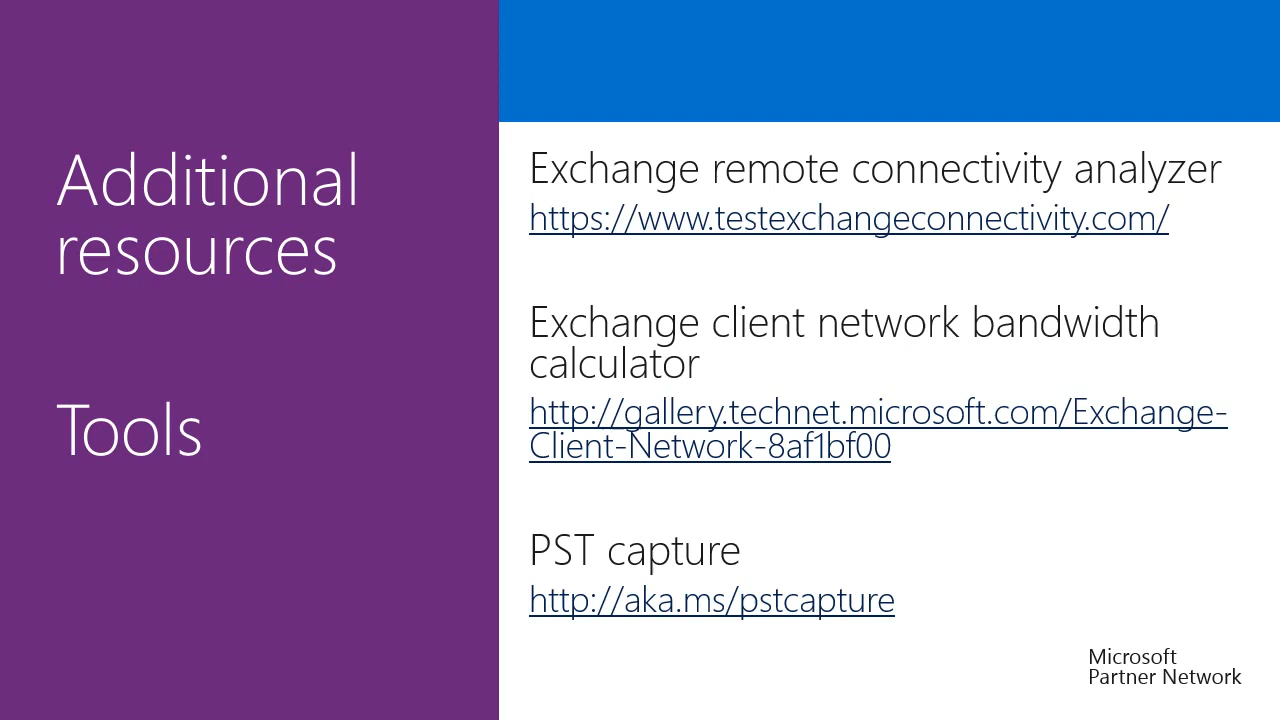 Additional
resources
Tools
Exchange remote connectivity analyzer
https://www.testexchangeconnectivity.com/
Exchange client network bandwidth
calculator
http://gallery.technet.microsoft.com/Exchange-
Client-Network-8af1bf00
PST capture
http://aka.ms/pstcapture
Microsoft
Partner Network